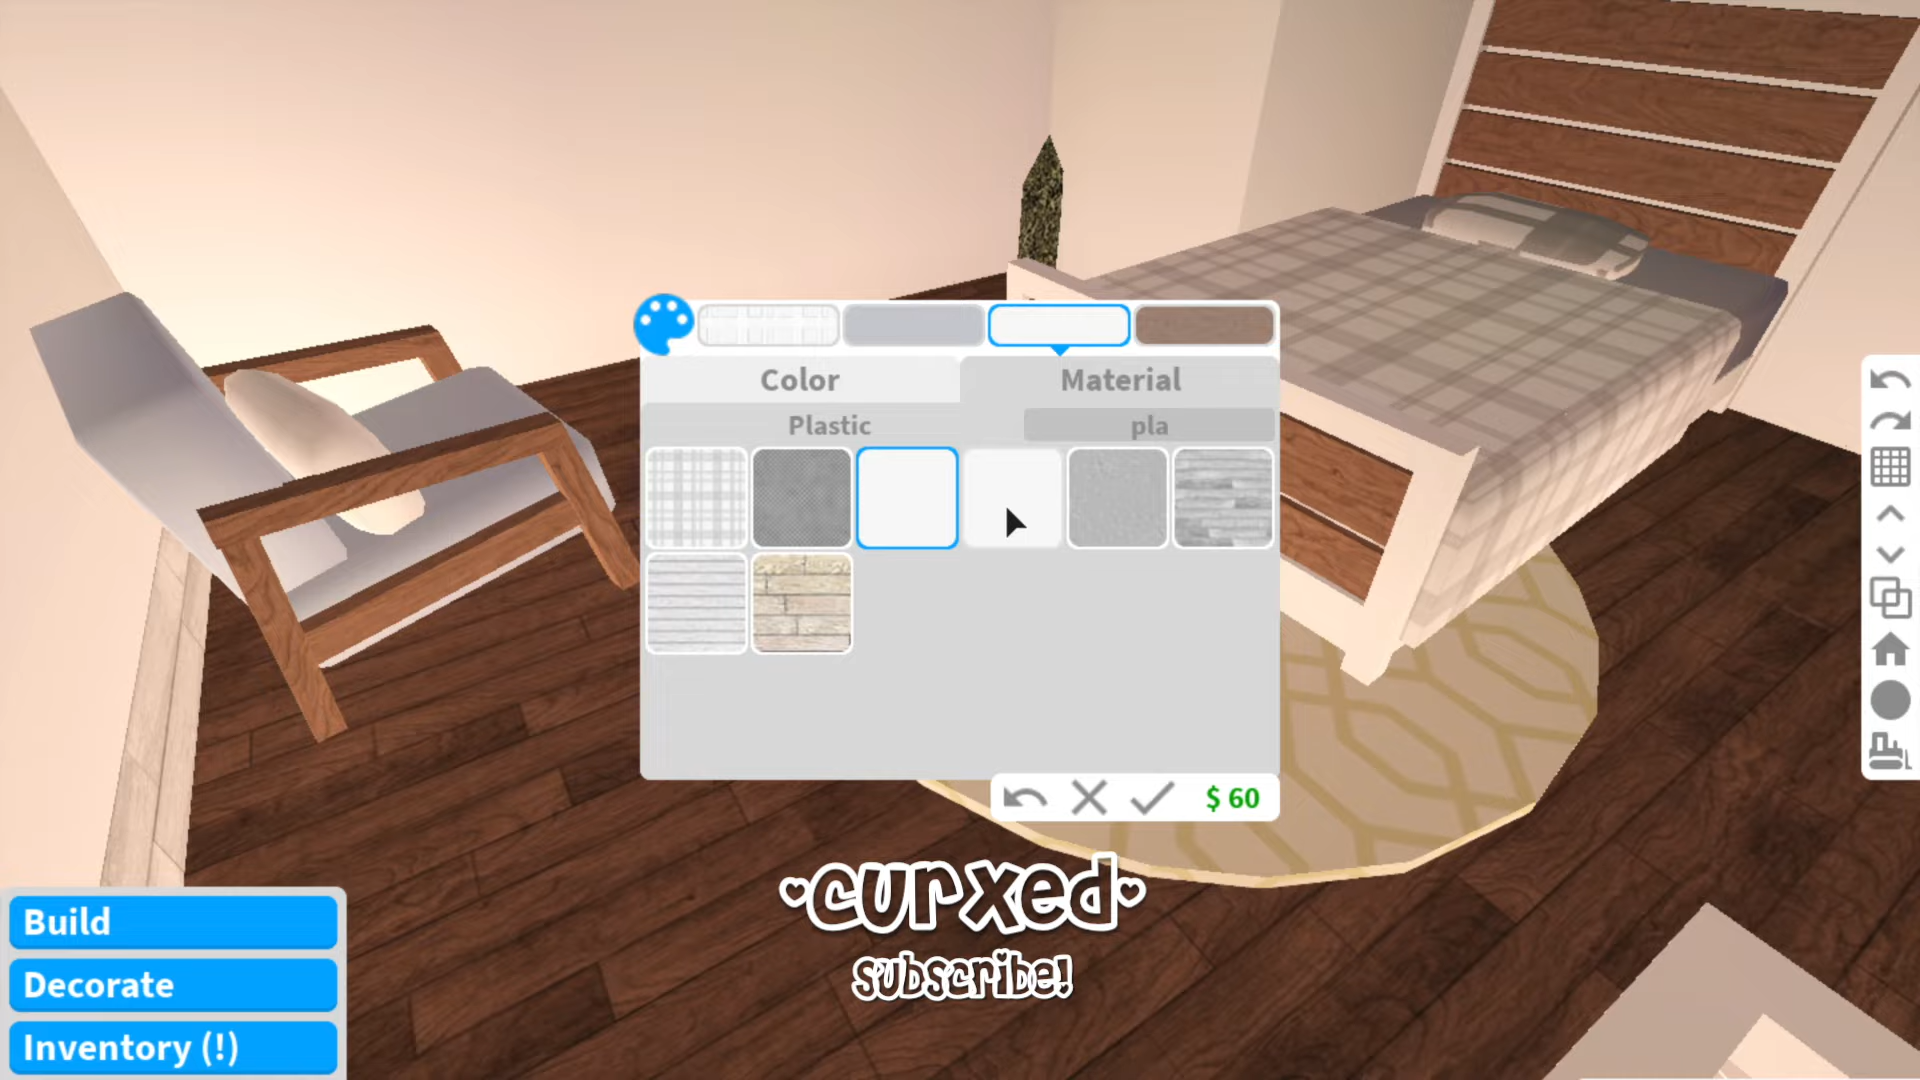 Color
Material
Plastic
pla
$ 60
•curxed•
subscribe!
Build
Decorate
Inventory (!)